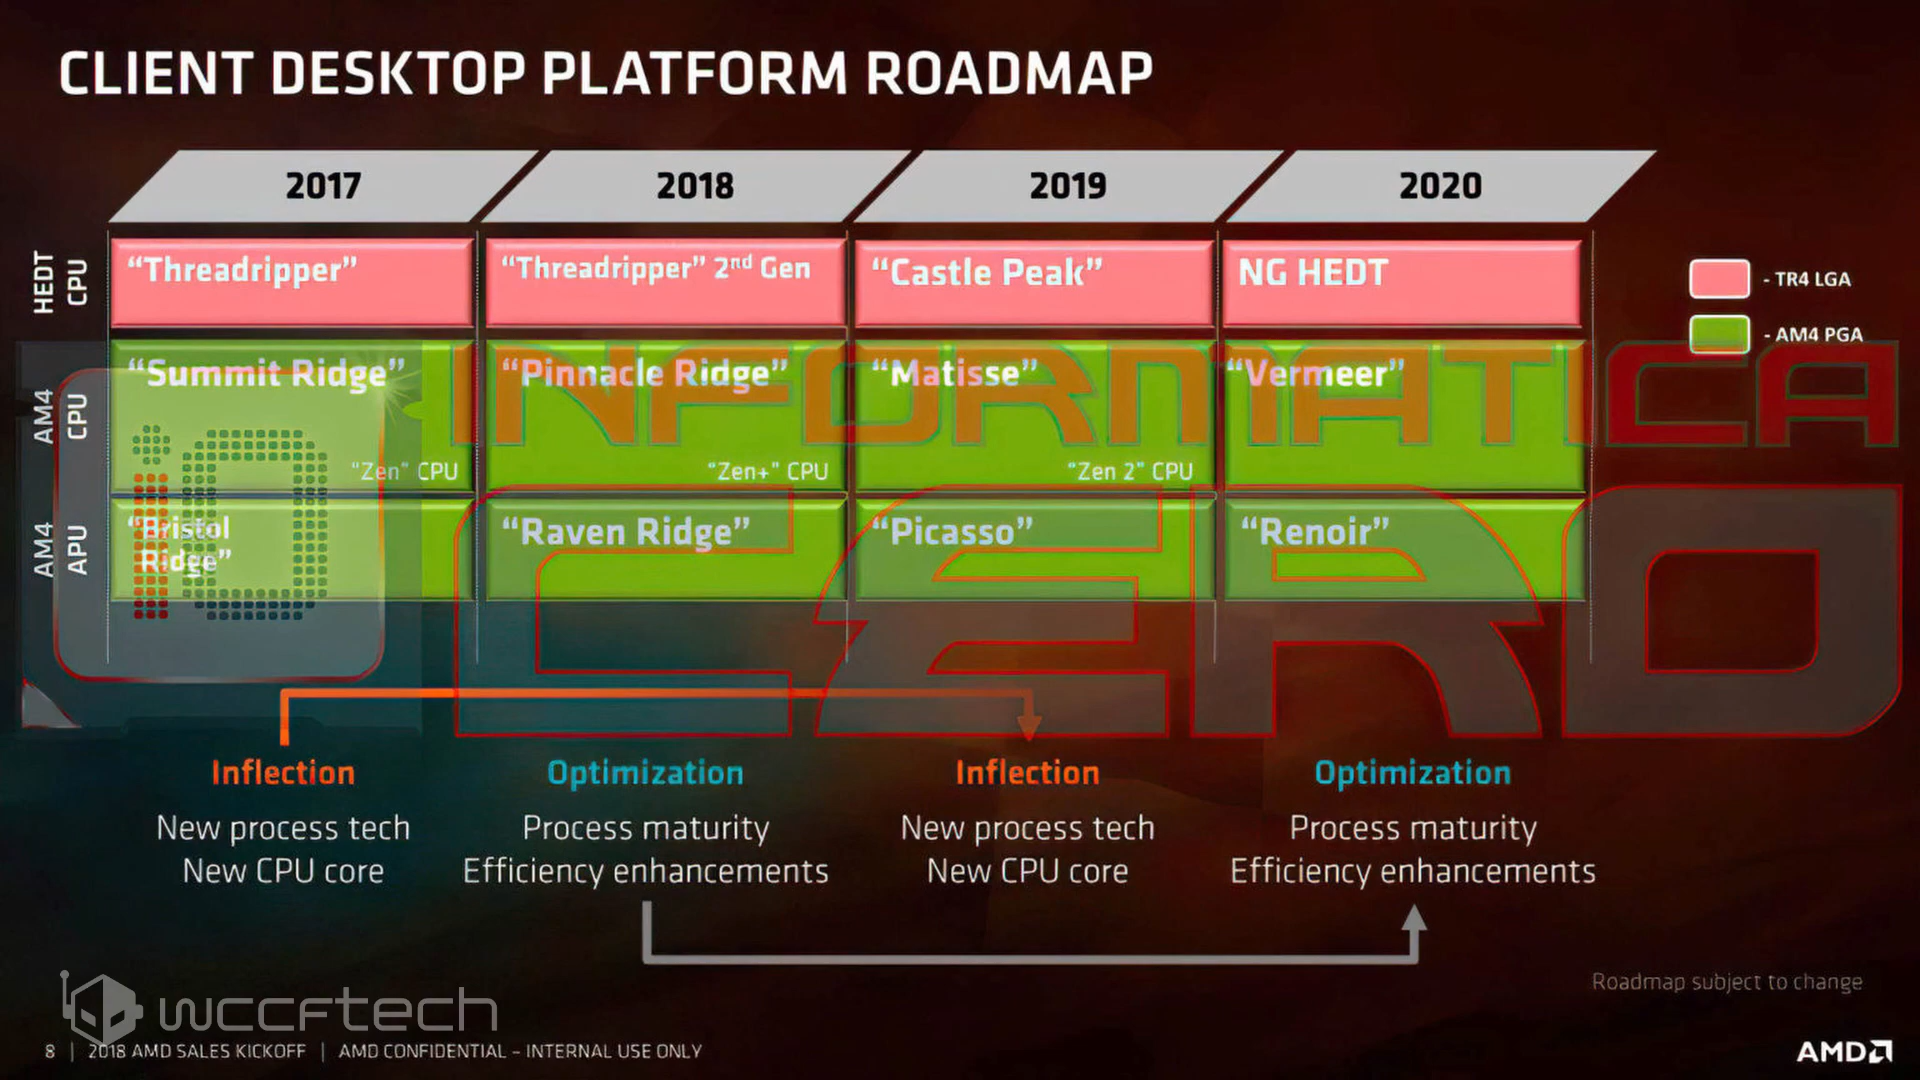 CLIENT DESKTOP PLATFORM ROADMAP
2017
2018
2019
2020
HEDT
CPU
“Threadripper”
“Threadripper” 2nd Gen
“Castle Peak”
NG HEDT
- TR4 LGA
- AM4 PGA
AM4
CPU
“Summit Ridge”
“Zen” CPU
“Pinnacle Ridge”
“Zen+” CPU
“Matisse”
“Zen 2” CPU
“Vermeer”
AM4
APU
“Bristol
Ridge”
“Raven Ridge”
“Picasso”
“Renoir”
iO
INFORMATICA
CERO
Inflection
New process tech
New CPU core
Optimization
Process maturity
Efficiency enhancements
Inflection
New process tech
New CPU core
Optimization
Process maturity
Efficiency enhancements
Roadmap subject to change
wccftech
8 | 2018 AMD SALES KICKOFF | AMD CONFIDENTIAL – INTERNAL USE ONLY
AMD